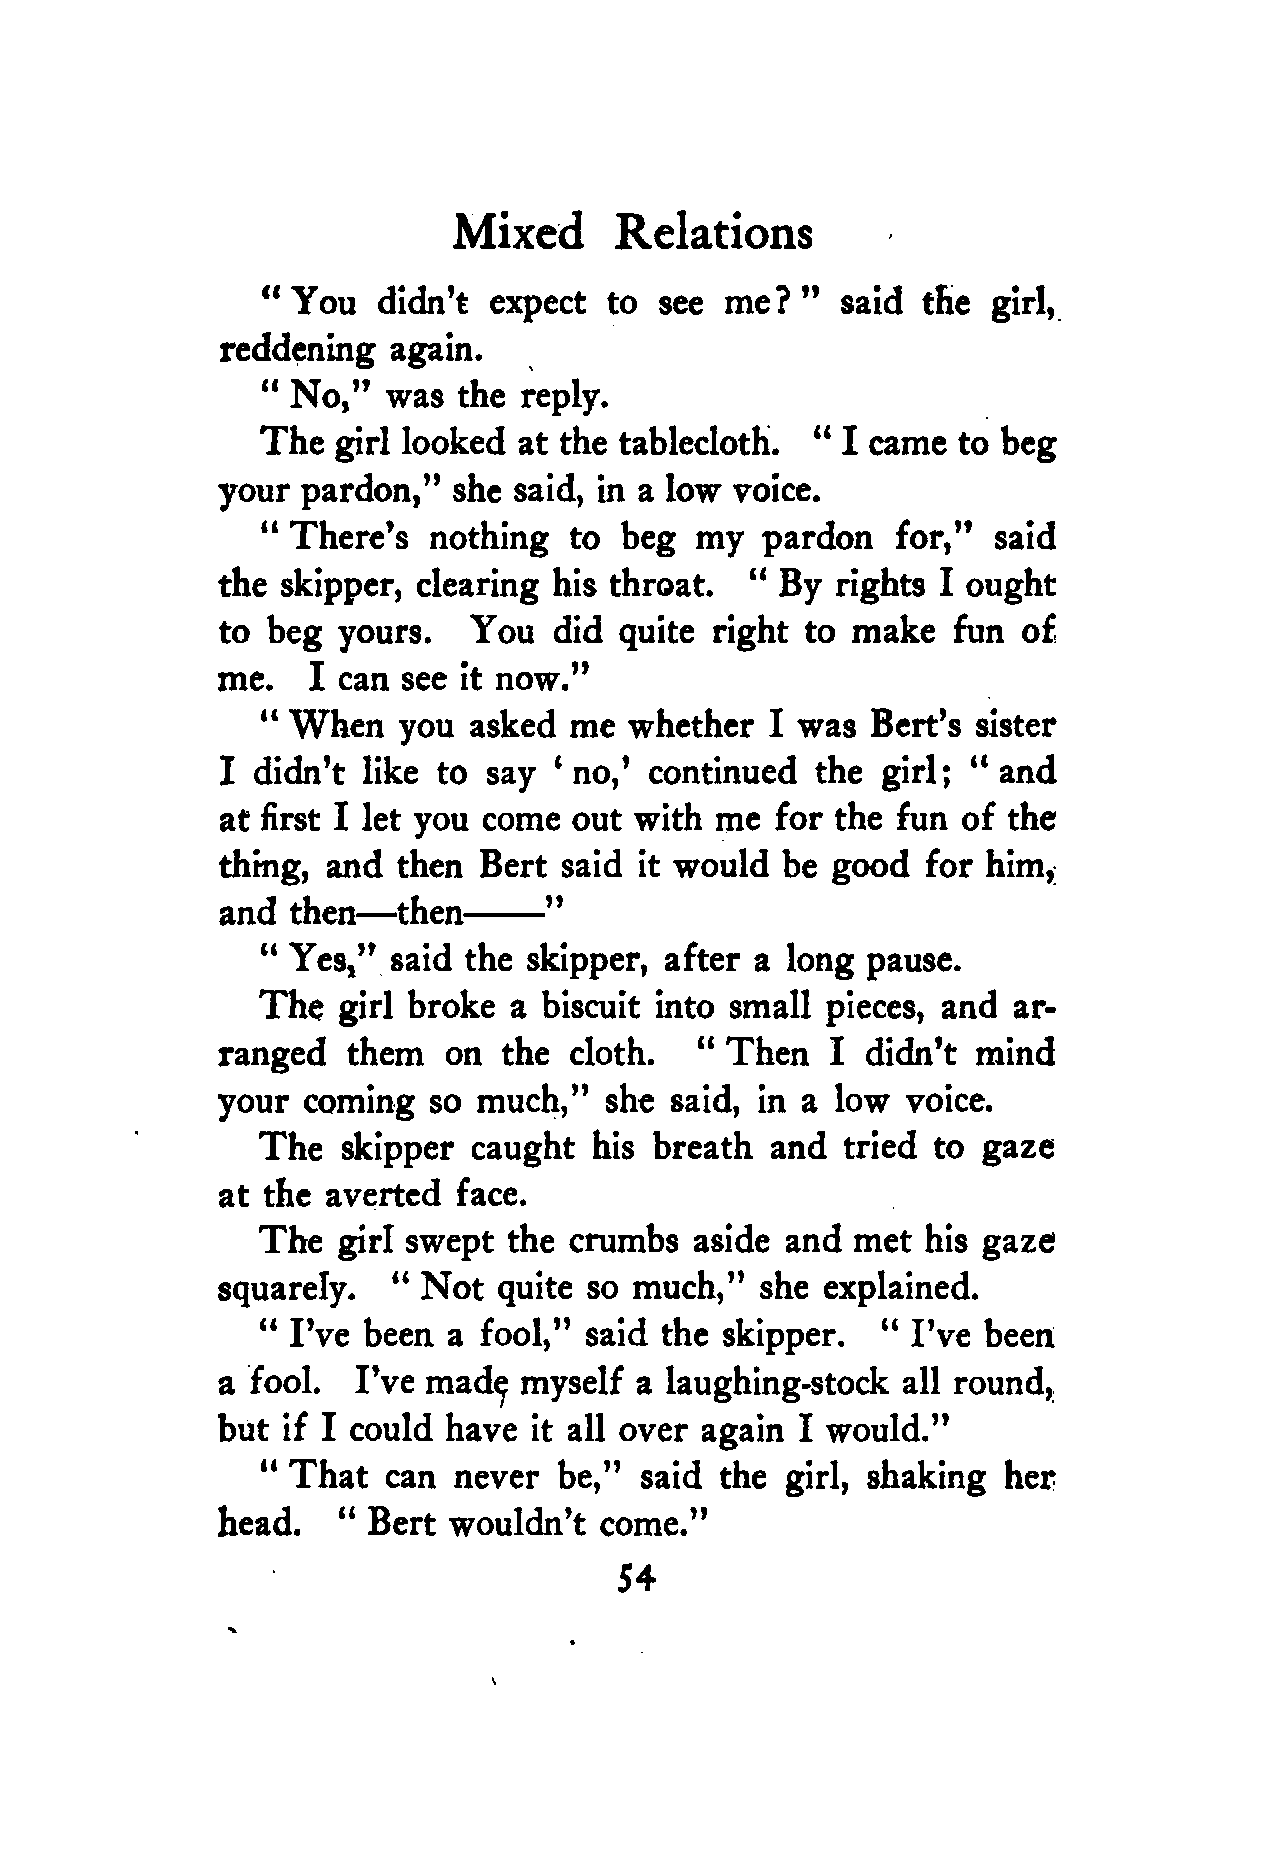 Mixed Relations
“ You didn’t expect to see me? ” said the girl,
reddening again.
“ No,” was the reply.
The girl looked at the tablecloth. “ I came to beg
your pardon,” she said, in a low voice.
“ There’s nothing to beg my pardon for,” said
the skipper, clearing his throat. “ By rights I ought
to beg yours. You did quite right to make fun of
me. I can see it now.”
“ When you asked me whether I was Bert’s sister
I didn’t like to say ‘ no,’ continued the girl; “ and
at first I let you come out with me for the fun of the
thing, and then Bert said it would be good for him,
and then—then——”
“ Yes,” said the skipper, after a long pause.
The girl broke a biscuit into small pieces, and ar-
ranged them on the cloth. “ Then I didn’t mind
your coming so much,” she said, in a low voice.
The skipper caught his breath and tried to gaze
at the averted face.
The girl swept the crumbs aside and met his gaze
squarely. “ Not quite so much,” she explained.
“ I’ve been a fool,” said the skipper. “ I’ve been
a fool. I’ve made myself a laughing-stock all round,
but if I could have it all over again I would.”
“ That can never be,” said the girl, shaking her
head. “ Bert wouldn’t come.”
54